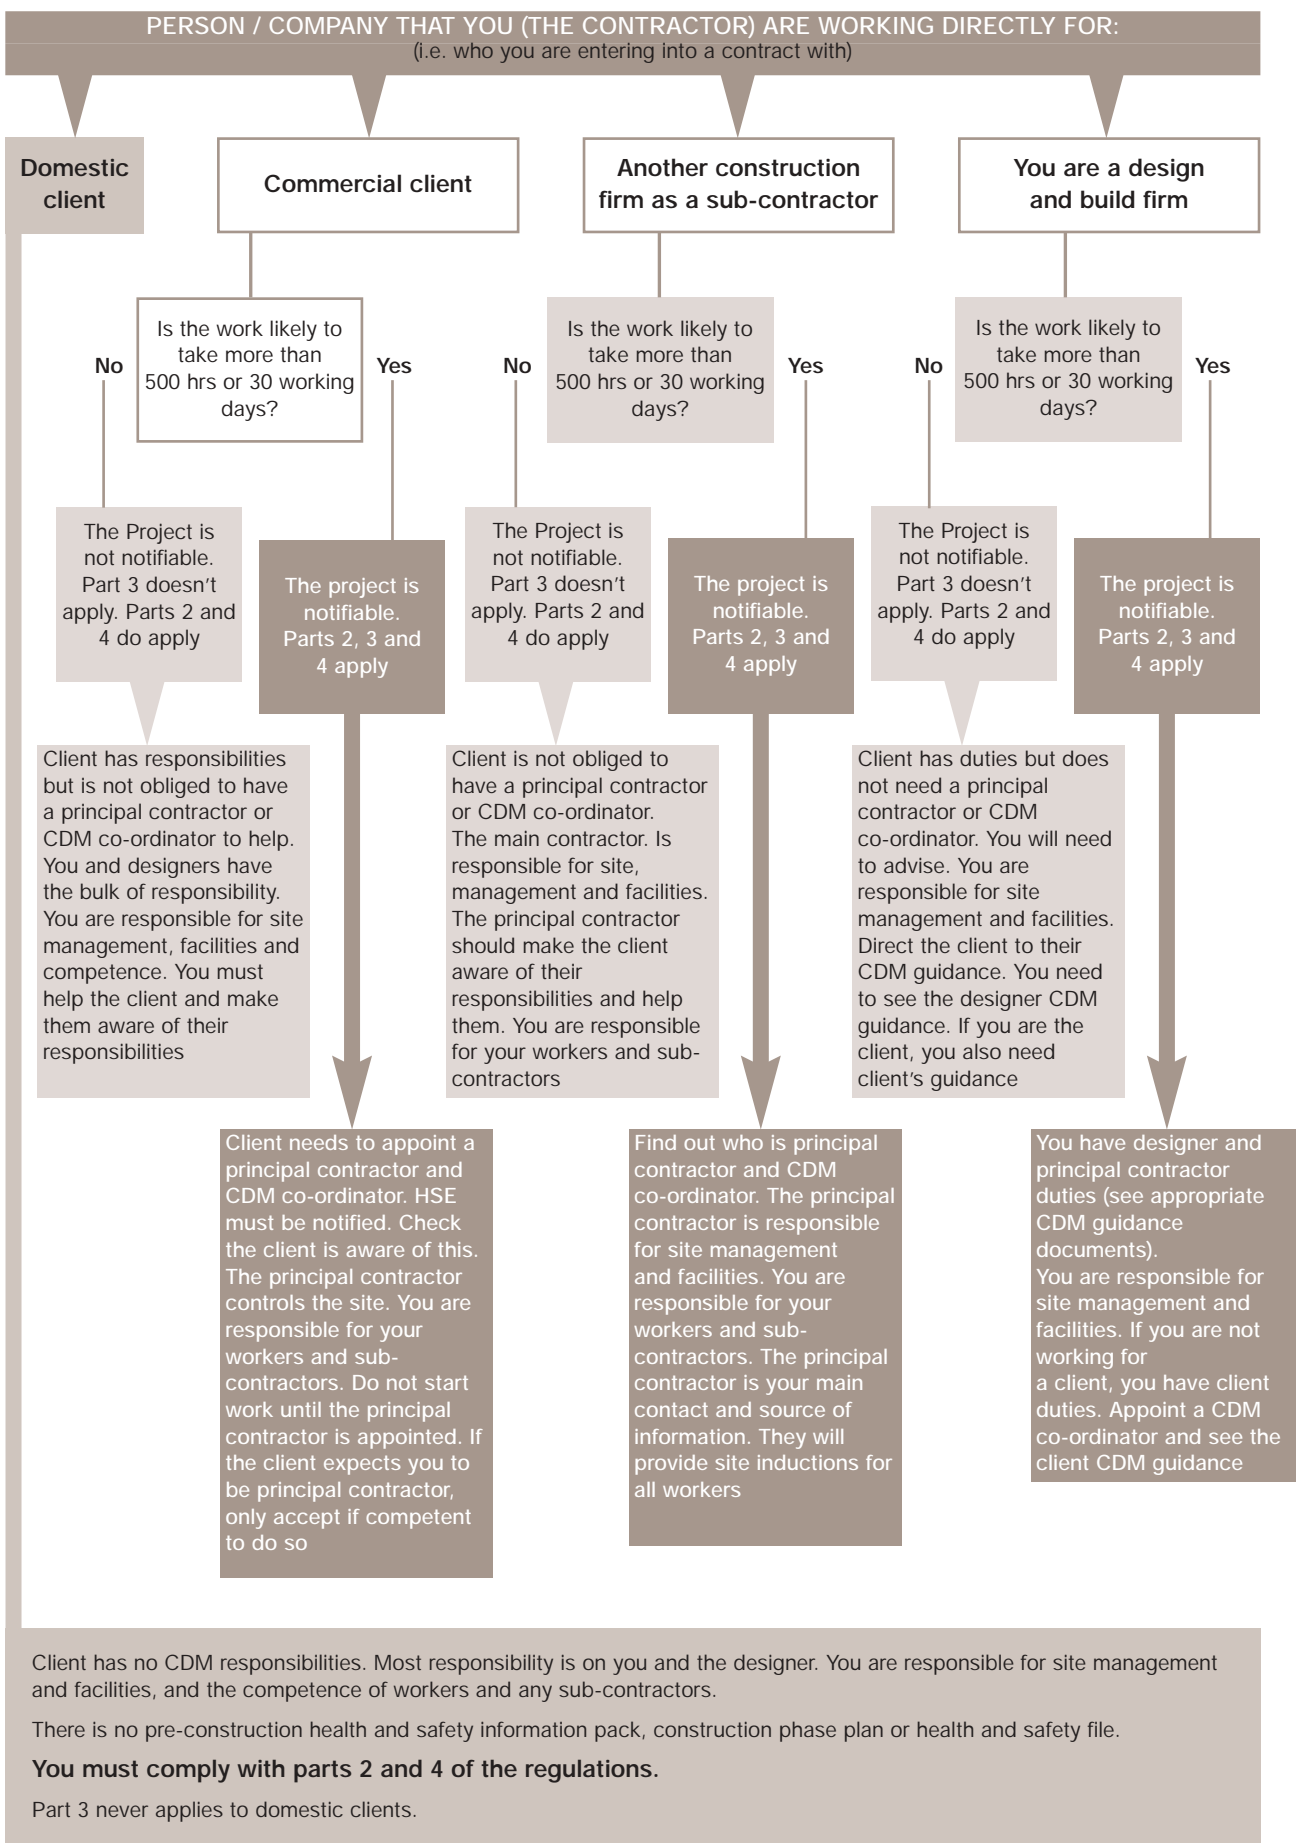 PERSON / COMPANY THAT YOU (THE CONTRACTOR) ARE WORKING DIRECTLY FOR:
(i.e. who you are entering into a contract with)
Domestic
client
Commercial client
Another construction
firm as a sub-contractor
You are a design
and build firm
No
Is the work likely to
take more than
500 hrs or 30 working
days?
Yes
No
Is the work likely to
take more than
500 hrs or 30 working
days?
Yes
No
Is the work likely to
take more than
500 hrs or 30 working
days?
Yes
The Project is
not notifiable.
Part 3 doesn't
apply. Parts 2 and
4 do apply
The project is
notifiable.
Parts 2, 3 and
4 apply
The Project is
not notifiable.
Part 3 doesn't
apply. Parts 2 and
4 do apply
The project is
notifiable.
Parts 2, 3 and
4 apply
The Project is
not notifiable.
Part 3 doesn't
apply. Parts 2 and
4 do apply
The project is
notifiable.
Parts 2, 3 and
4 apply
Client has responsibilities
but is not obliged to have
a principal contractor or
CDM co-ordinator to help.
You and designers have
the bulk of responsibility.
You are responsible for site
management, facilities and
competence. You must
help the client and make
them aware of their
responsibilities
Client is not obliged to
have a principal contractor
or CDM co-ordinator.
The main contractor. Is
responsible for site,
management and facilities.
The principal contractor
should make the client
aware of their
responsibilities and help
them. You are responsible
for your workers and sub-
contractors
Client has duties but does
not need a principal
contractor or CDM
co-ordinator. You will need
to advise. You are
responsible for site
management and facilities.
Direct the client to their
CDM guidance. You need
to see the designer CDM
guidance. If you are the
client, you also need
client's guidance
Client needs to appoint a
principal contractor and
CDM co-ordinator. HSE
must be notified. Check
the client is aware of this.
The principal contractor
controls the site. You are
responsible for your
workers and sub-
contractors. Do not start
work until the principal
contractor is appointed. If
the client expects you to
be principal contractor,
only accept if competent
to do so
Find out who is principal
contractor and CDM
co-ordinator. The principal
contractor is responsible
for site management
and facilities. You are
responsible for your
workers and sub-
contractors. The principal
contractor is your main
contact and source of
information. They will
provide site inductions for
all workers
You have designer and
principal contractor
duties (see appropriate
CDM guidance
documents).
You are responsible for
site management and
facilities. If you are not
working for
a client, you have client
duties. Appoint a CDM
co-ordinator and see the
client CDM guidance
Client has no CDM responsibilities. Most responsibility is on you and the designer. You are responsible for site management
and facilities, and the competence of workers and any sub-contractors.
There is no pre-construction health and safety information pack, construction phase plan or health and safety file.
You must comply with parts 2 and 4 of the regulations.
Part 3 never applies to domestic clients.